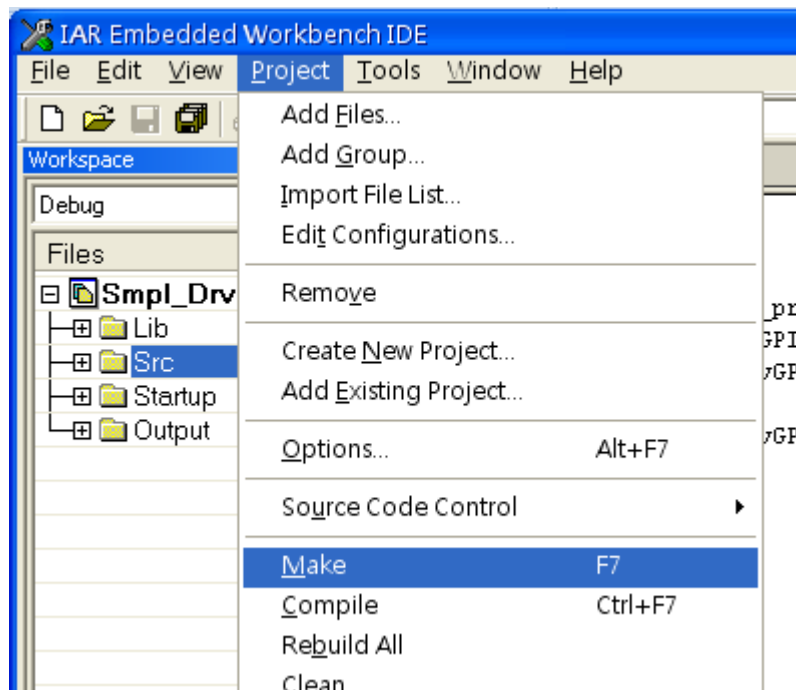 IAR Embedded Workbench IDE
File Edit View Project Tools Window Help
Workspace
Debug
Files
Smpl_Drv
Lib
Src
Startup
Output
Add Files...
Add Group...
Import File List...
Edit Configurations...
Remove
Create New Project...
Add Existing Project...
Options... Alt+F7
Source Code Control
Make F7
Compile Ctrl+F7
Rebuild All
Clean
_pr
GP